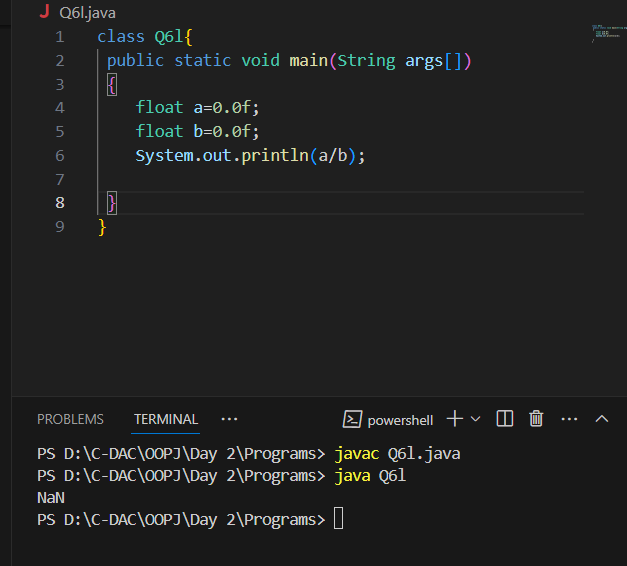 J Q6l.java
1 class Q6l{
2 public static void main(String args[])
3 {
4 float a=0.0f;
5 float b=0.0f;
6 System.out.println(a/b);
7
8 }
9 }
PROBLEMS TERMINAL ··· powershell
PS D:\C-DAC\OOPJ\Day 2\Programs> javac Q6l.java
PS D:\C-DAC\OOPJ\Day 2\Programs> java Q6l
NaN
PS D:\C-DAC\OOPJ\Day 2\Programs>